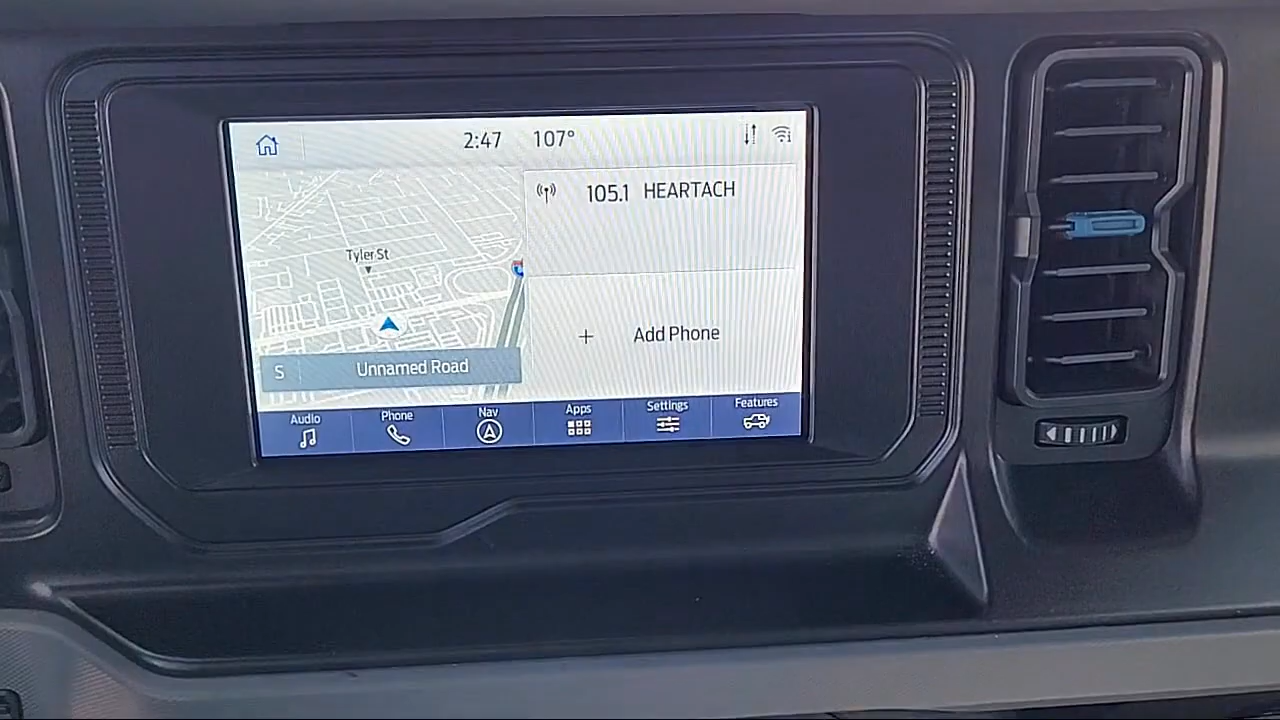 2:47 107°
105.1 HEARTACH
Tyler St
Add Phone
S Unnamed Road
Audio Phone Nav Apps Settings Features